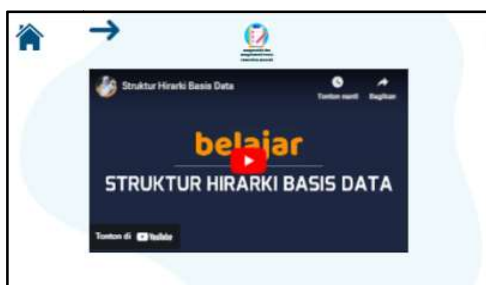 Struktur Hirarki Basis Data
Tonton nanti
Bagikan
belajar
STRUKTUR HIRARKI BASIS DATA
Tonton di YouTube